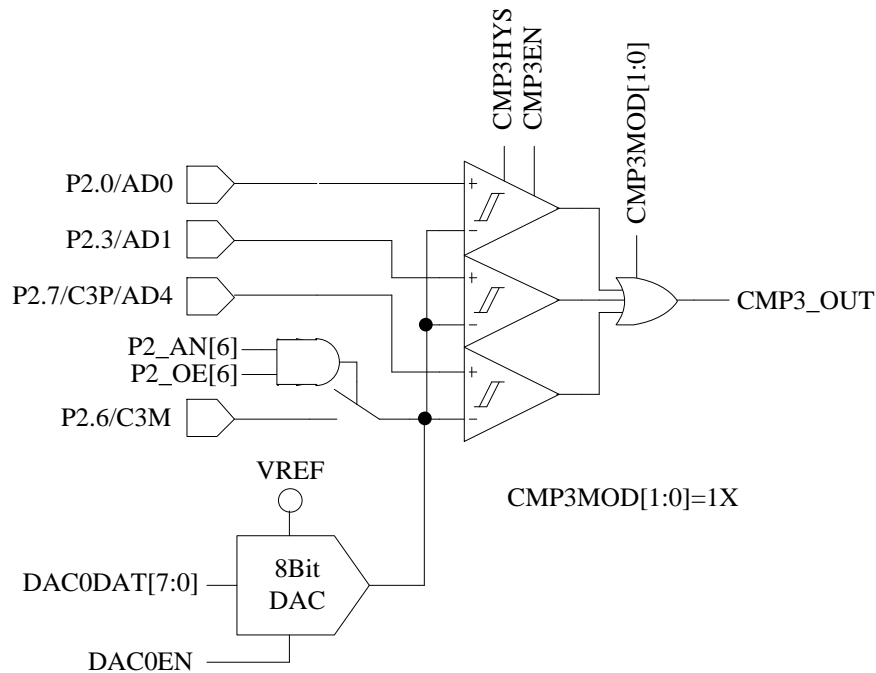 CMP3HYS
CMP3EN
CMP3MOD[1:0]
P2.0/AD0
+
-
P2.3/AD1
+
-
P2.7/C3P/AD4
+
-
CMP3_OUT
P2_AN[6]
P2_OE[6]
P2.6/C3M
VREF
CMP3MOD[1:0]=1X
DAC0DAT[7:0]
8Bit
DAC
DAC0EN